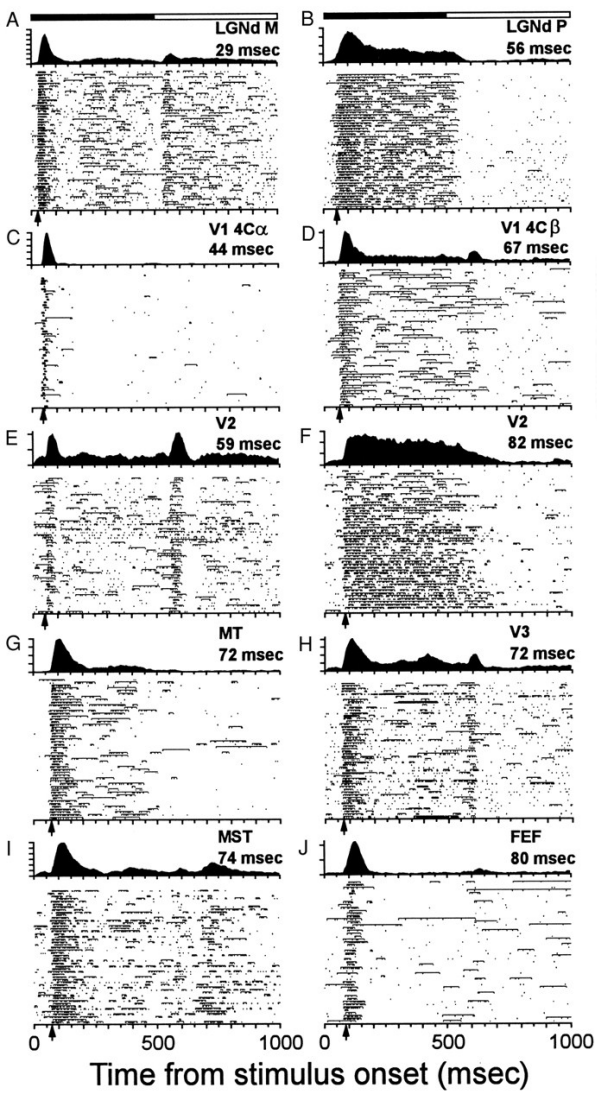 A
LGNd M
29 msec
B
LGNd P
56 msec
C
V1 4Cα
44 msec
D
V1 4Cβ
67 msec
E
V2
59 msec
F
V2
82 msec
G
MT
72 msec
H
V3
72 msec
I
MST
74 msec
J
FEF
80 msec
0 500 1000 0 500 1000
Time from stimulus onset (msec)